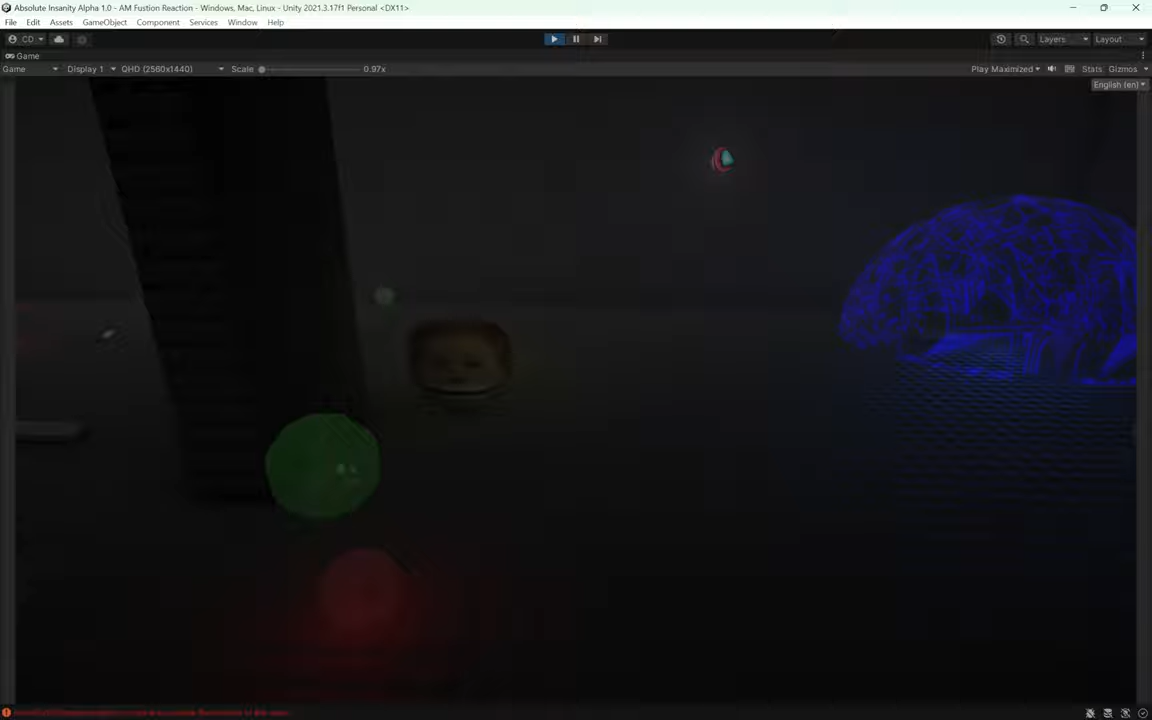 Absolute Insanity Alpha 1.0 - AM Fustion Reaction - Windows, Mac, Linux - Unity 2021.3.17f1 Personal <DX11>
File Edit Assets GameObject Component Services Window Help
CD Layers Layout
Game
Game Display 1 QHD (2560x1440) Scale 0.97x Play Maximized Stats Gizmos
English (en)